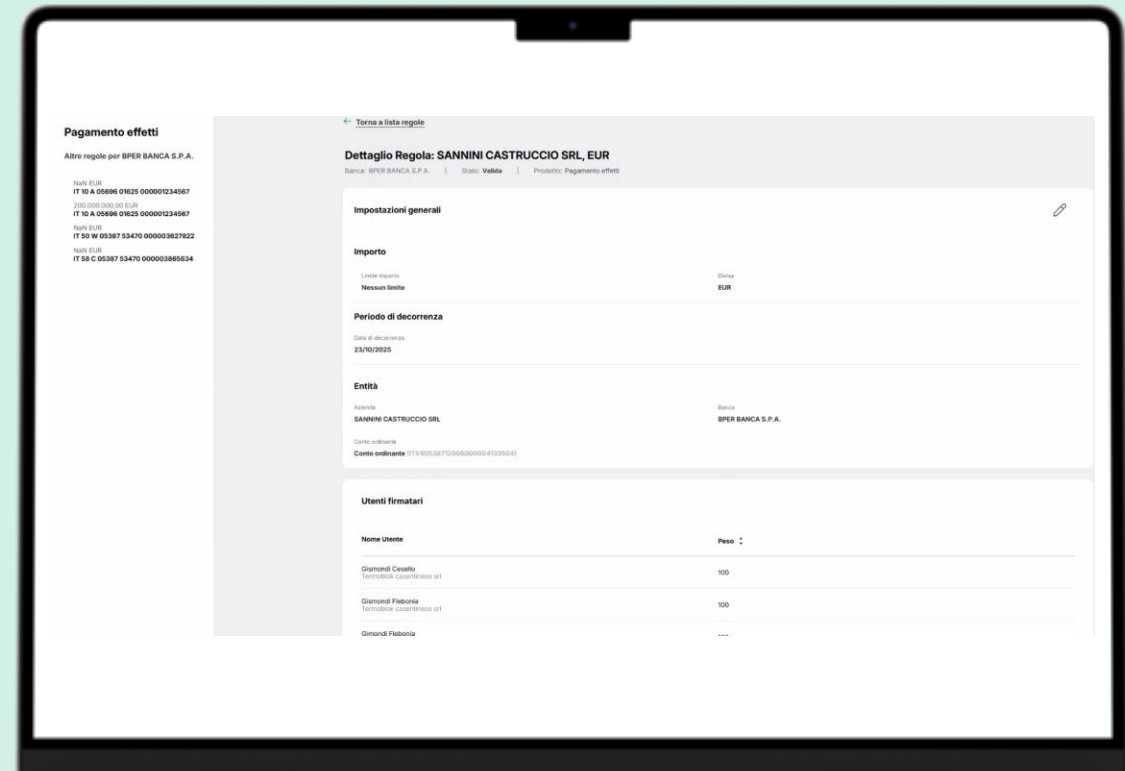 Pagamento effetti
Altre regole per BPER BANCA S.P.A.
NaN EUR
IT 10 A 05696 01625 000001234567
200.000.000,00 EUR
IT 10 A 05696 01625 000001234567
NaN EUR
IT 50 W 05387 53470 000003627822
NaN EUR
IT 58 C 05387 53470 000003865634
← Torna a lista regole
Dettaglio Regola: SANNINI CASTRUCCIO SRL, EUR
Banca: BPER BANCA S.P.A. | Stato: Valida | Prodotto: Pagamento effetti
Impostazioni generali
Importo
Limite importo
Divisa
Nessun limite
EUR
Periodo di decorrenza
Data di decorrenza
23/10/2025
Entità
Azienda
Banca
SANNINI CASTRUCCIO SRL
BPER BANCA S.P.A.
Conto ordinante
Conto ordinante
Utenti firmatari
Nome Utente
Peso
Gismondi Cesello
Termoblok casentinese srl
100
Gismondi Flebonia
Termoblok casentinese srl
100
Gimondi Flebonia